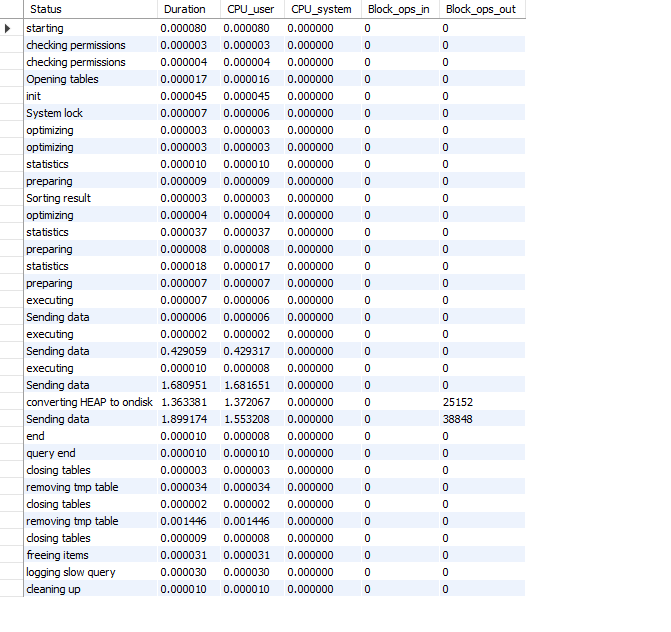 Status Duration CPU_user CPU_system Block_ops_in Block_ops_out
starting 0.000080 0.000080 0.000000 0 0
checking permissions 0.000003 0.000003 0.000000 0 0
checking permissions 0.000004 0.000004 0.000000 0 0
Opening tables 0.000017 0.000016 0.000000 0 0
init 0.000045 0.000045 0.000000 0 0
System lock 0.000007 0.000006 0.000000 0 0
optimizing 0.000003 0.000003 0.000000 0 0
optimizing 0.000003 0.000003 0.000000 0 0
statistics 0.000010 0.000010 0.000000 0 0
preparing 0.000009 0.000009 0.000000 0 0
Sorting result 0.000003 0.000003 0.000000 0 0
optimizing 0.000004 0.000004 0.000000 0 0
statistics 0.000037 0.000037 0.000000 0 0
preparing 0.000008 0.000008 0.000000 0 0
statistics 0.000018 0.000017 0.000000 0 0
preparing 0.000007 0.000007 0.000000 0 0
executing 0.000007 0.000006 0.000000 0 0
Sending data 0.000006 0.000006 0.000000 0 0
executing 0.000002 0.000002 0.000000 0 0
Sending data 0.429059 0.429317 0.000000 0 0
executing 0.000010 0.000008 0.000000 0 0
Sending data 1.680951 1.681651 0.000000 0 0
converting HEAP to ondisk 1.363381 1.372067 0.000000 0 25152
Sending data 1.899174 1.553208 0.000000 0 38848
end 0.000010 0.000008 0.000000 0 0
query end 0.000010 0.000010 0.000000 0 0
closing tables 0.000003 0.000003 0.000000 0 0
removing tmp table 0.000034 0.000034 0.000000 0 0
closing tables 0.000002 0.000002 0.000000 0 0
removing tmp table 0.001446 0.001446 0.000000 0 0
closing tables 0.000009 0.000008 0.000000 0 0
freeing items 0.000031 0.000031 0.000000 0 0
logging slow query 0.000030 0.000030 0.000000 0 0
cleaning up 0.000010 0.000010 0.000000 0 0